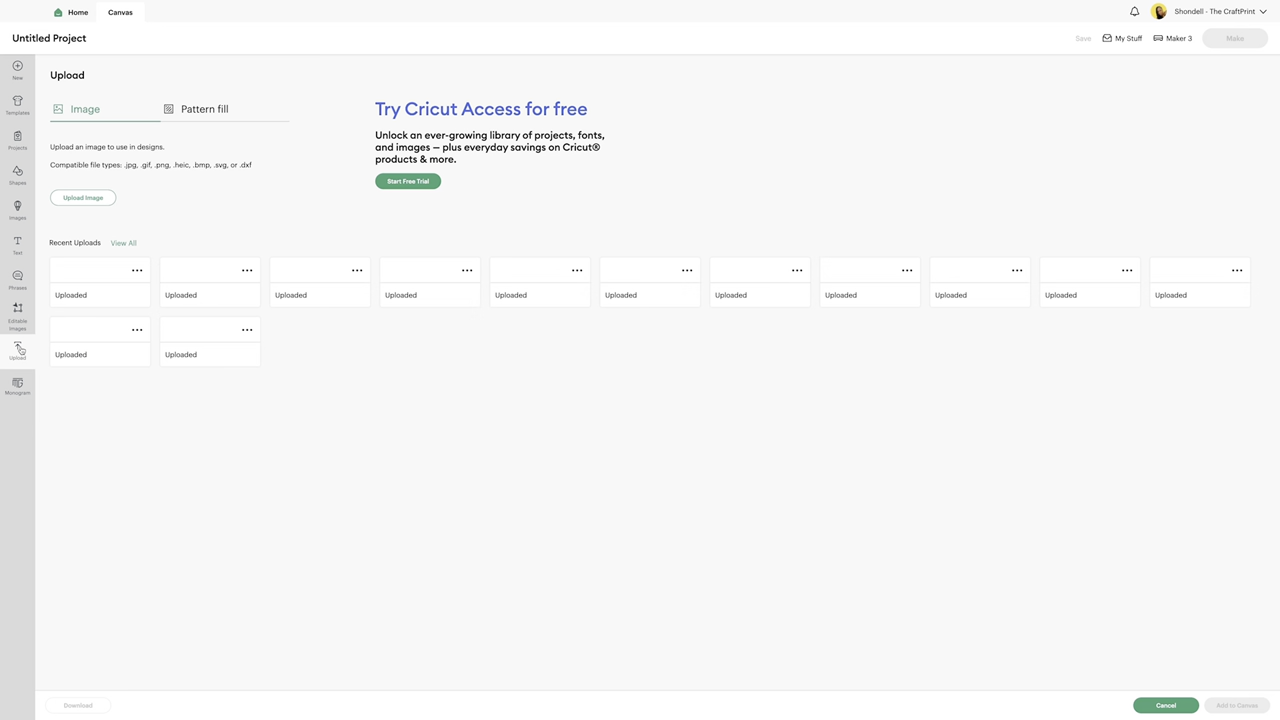 Home
Canvas
Shondell - The CraftPrint
Untitled Project
Save
My Stuff
Maker 3
Make
New
Templates
Projects
Shapes
Images
Text
Phrases
Editable
Images
Upload
Monogram
Upload
Image
Pattern fill
Upload an image to use in designs.
Compatible file types: .jpg, .gif, .png, .heic, .bmp, .svg, or .dxf
Upload Image
Try Cricut Access for free
Unlock an ever-growing library of projects, fonts,
and images — plus everyday savings on Cricut®
products & more.
Start Free Trial
Recent Uploads View All
Uploaded
Uploaded
Uploaded
Uploaded
Uploaded
Uploaded
Uploaded
Uploaded
Uploaded
Uploaded
Uploaded
Uploaded
Uploaded
Download
Cancel
Add to Canvas